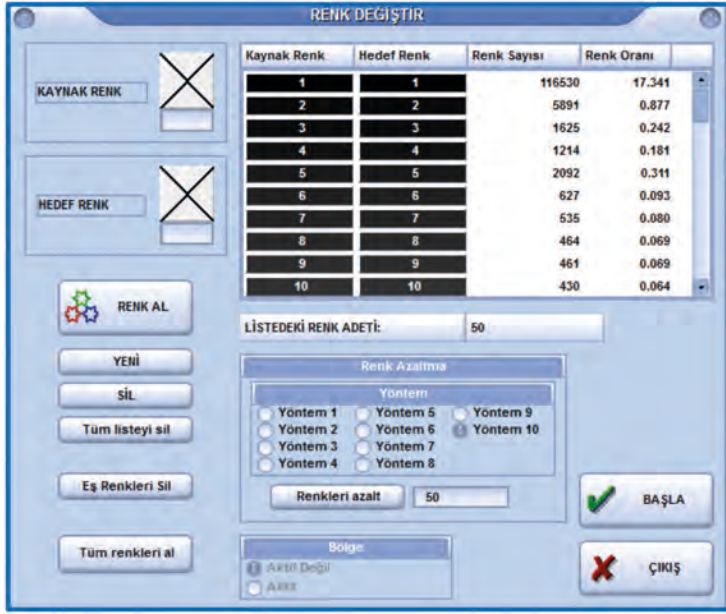 RENK DEĞİŞTİR
KAYNAK RENK
HEDEF RENK
Kaynak Renk Hedef Renk Renk Sayısı Renk Oranı
1 1 116530 17.341
2 2 5891 0.877
3 3 1625 0.242
4 4 1214 0.181
5 5 2092 0.311
6 6 627 0.093
7 7 535 0.080
8 8 464 0.069
9 9 461 0.069
10 10 430 0.064
LİSTEDEKİ RENK ADETİ: 50
RENK AL
YENİ
SİL
Tüm listeyi sil
Eş Renkleri Sil
Tüm renkleri al
Renk Azaltma
Yöntem
Yöntem 1 Yöntem 5 Yöntem 9
Yöntem 2 Yöntem 6 Yöntem 10
Yöntem 3 Yöntem 7
Yöntem 4 Yöntem 8
Renkleri azalt 50
Bölge
Aktif Değil
Aktif
BAŞLA
ÇIKIŞ